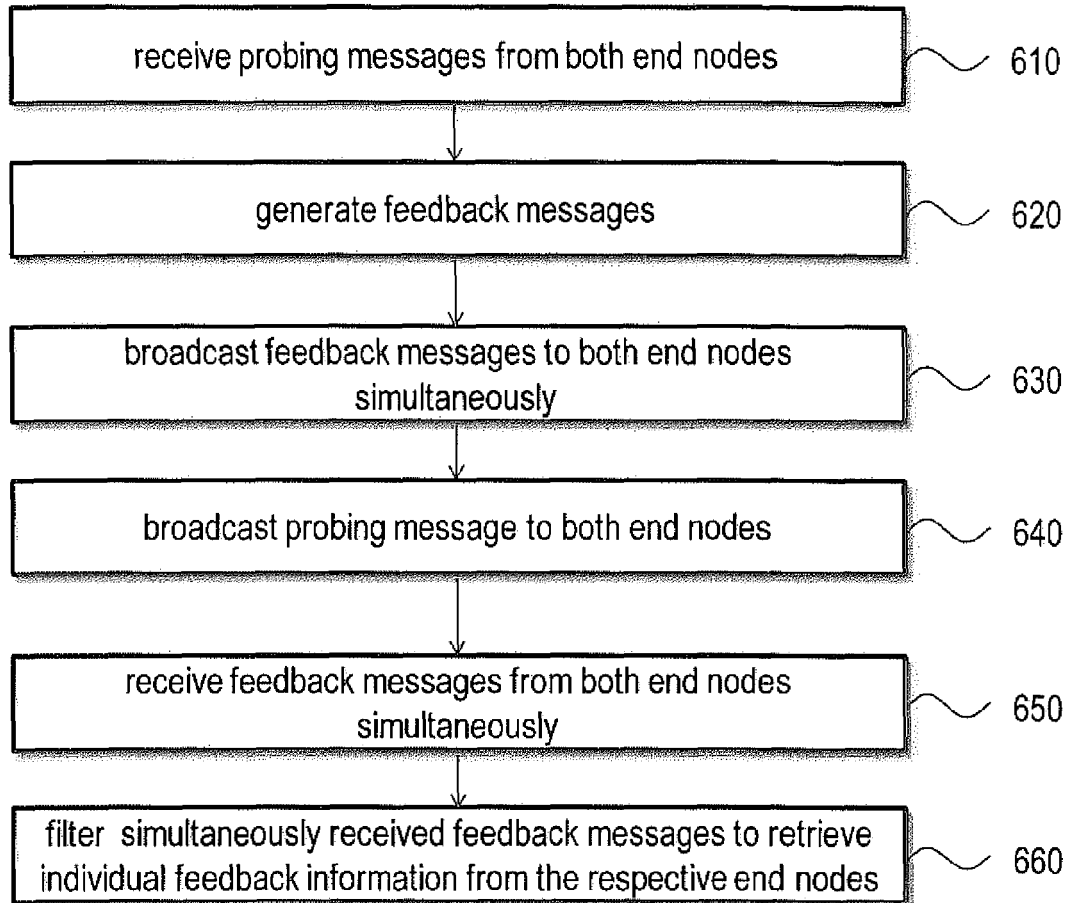 receive probing messages from both end nodes
610
generate feedback messages
620
broadcast feedback messages to both end nodes
simultaneously
630
broadcast probing message to both end nodes
640
receive feedback messages from both end nodes
simultaneously
650
filter simultaneously received feedback messages to retrieve
individual feedback information from the respective end nodes
660